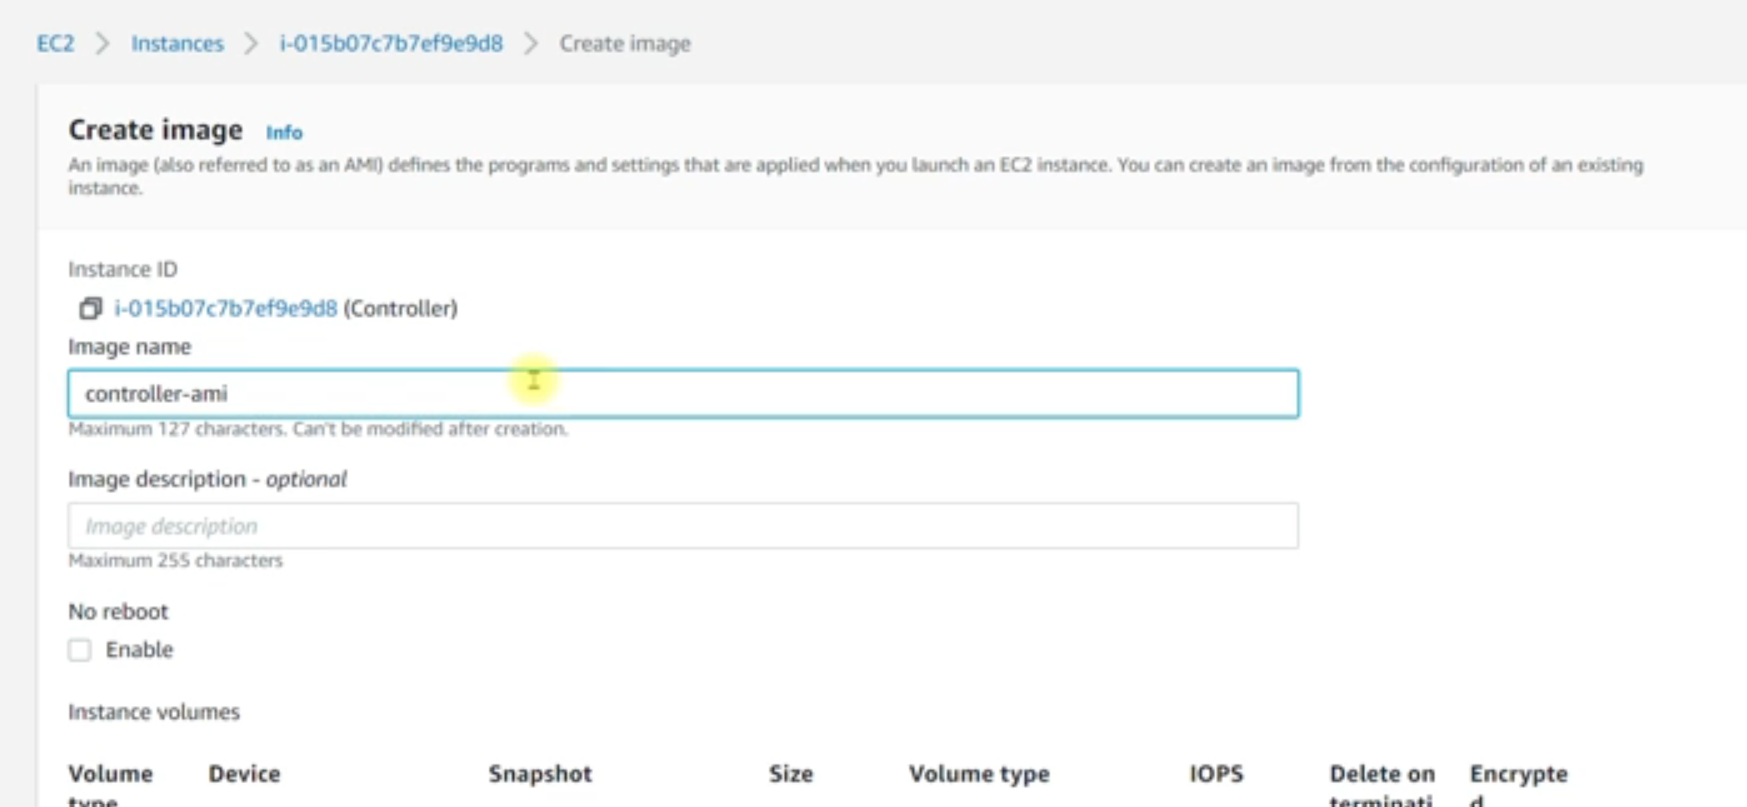 EC2 > Instances > i-015b07c7b7ef9e9d8 > Create image
Create image Info
An image (also referred to as an AMI) defines the programs and settings that are applied when you launch an EC2 instance. You can create an image from the configuration of an existing
instance.
Instance ID
i-015b07c7b7ef9e9d8 (Controller)
Image name
controller-ami
Maximum 127 characters. Can't be modified after creation.
Image description - optional
Image description
Maximum 255 characters
No reboot
Enable
Instance volumes
Volume Device Snapshot Size Volume type IOPS Delete on Encrypte
type terminati d